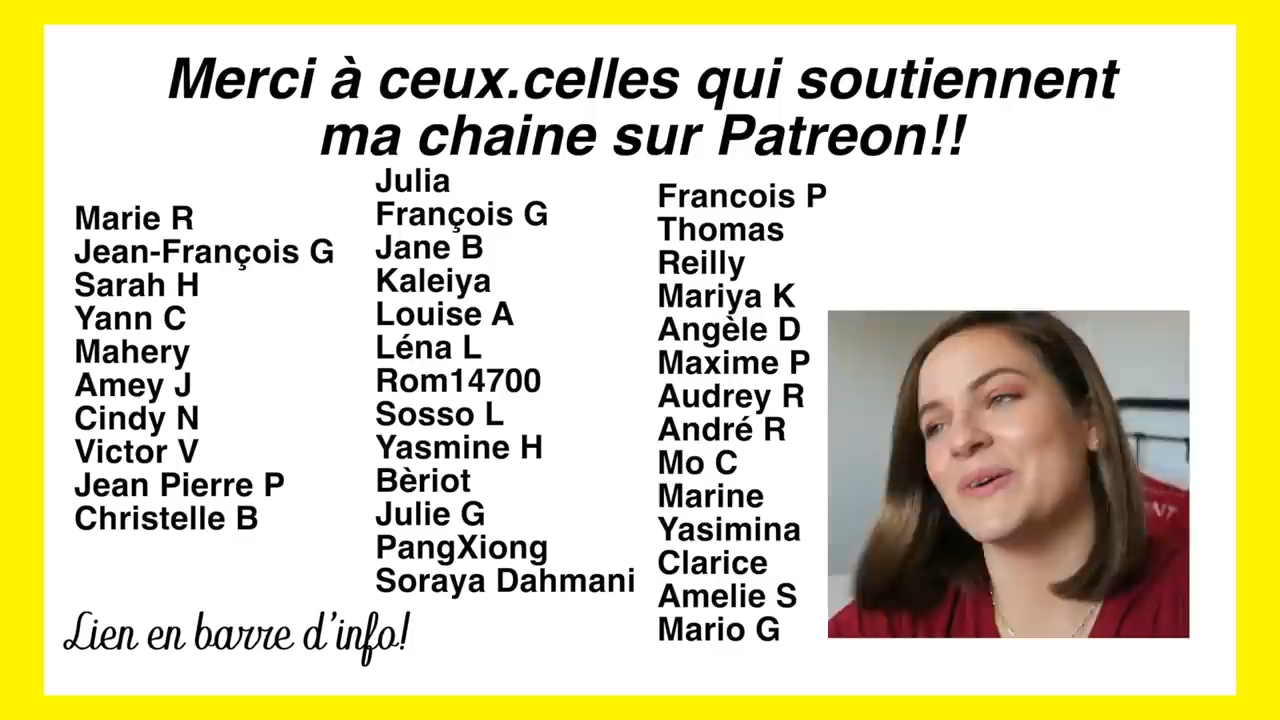 Merci à ceux.celles qui soutiennent
ma chaine sur Patreon!!
Marie R
Jean-François G
Sarah H
Yann C
Mahery
Amey J
Cindy N
Victor V
Jean Pierre P
Christelle B
Julia
François G
Jane B
Kaleiya
Louise A
Léna L
Rom14700
Sosso L
Yasmine H
Bèriot
Julie G
PangXiong
Soraya Dahmani
Francois P
Thomas
Reilly
Mariya K
Angèle D
Maxime P
Audrey R
André R
Mo C
Marine
Yasimina
Clarice
Amelie S
Mario G
Lien en barre d'info!